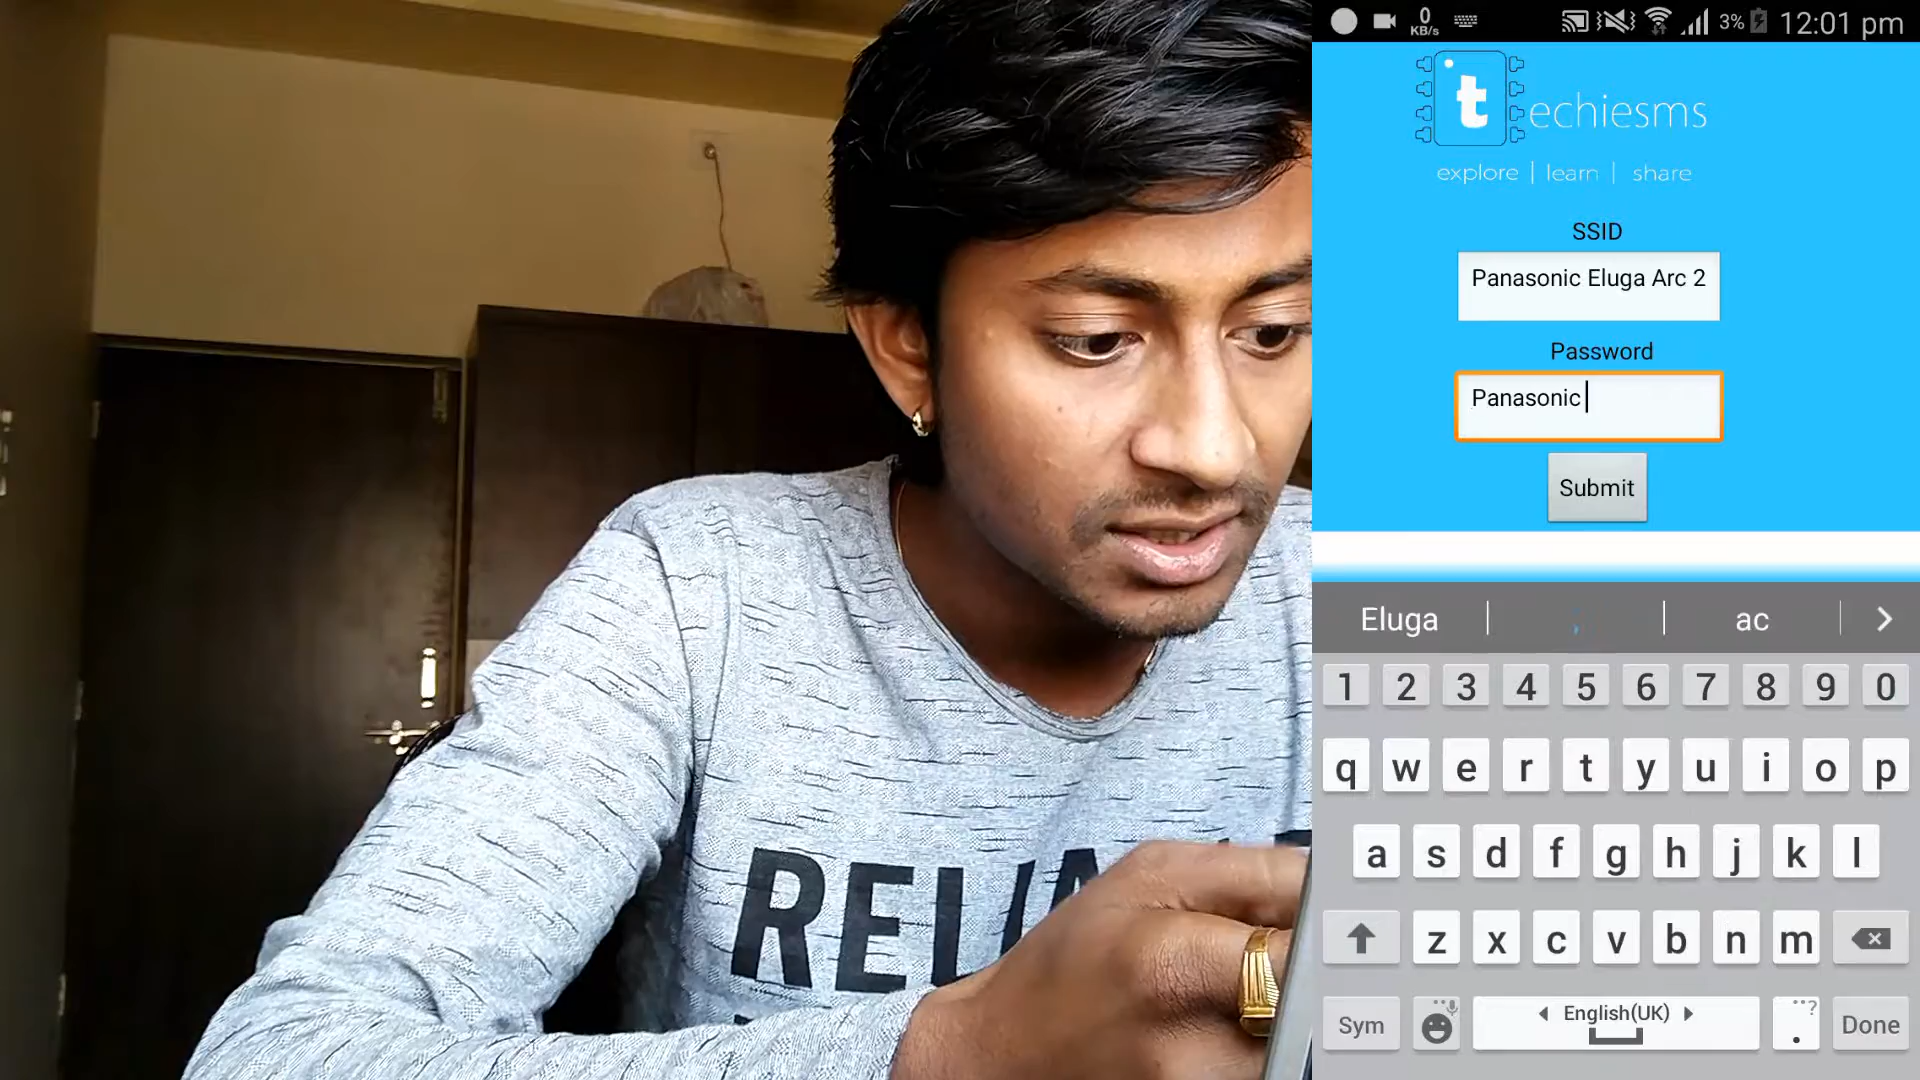 0
KB/s
3%
12:01 pm
techiesms
explore | learn | share
SSID
Panasonic Eluga Arc 2
Password
Panasonic
Submit
Eluga , ac
1 2 3 4 5 6 7 8 9 0
q w e r t y u i o p
a s d f g h j k l
z x c v b n m
Sym English(UK) . Done